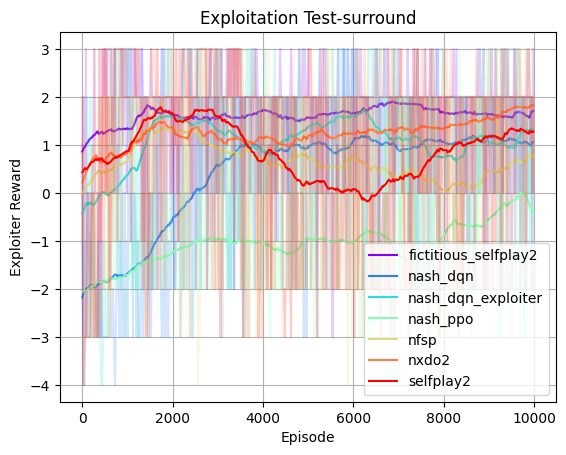 Exploitation Test-surround
Exploiter Reward
3
2
1
0
−1
−2
−3
−4
0
2000
4000
6000
8000
10000
Episode
fictitious_selfplay2
nash_dqn
nash_dqn_exploiter
nash_ppo
nfsp
nxdo2
selfplay2